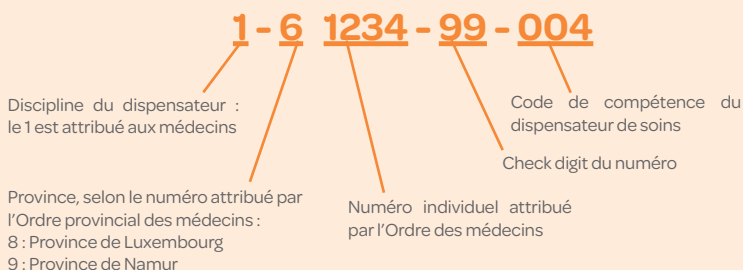 1 - 6 1234 - 99 - 004
Discipline du dispensateur :
le 1 est attribué aux médecins
Code de compétence du
dispensateur de soins
Check digit du numéro
Province, selon le numéro attribué par
l'Ordre provincial des médecins :
8 : Province de Luxembourg
9 : Province de Namur
Numéro individuel attribué
par l'Ordre des médecins